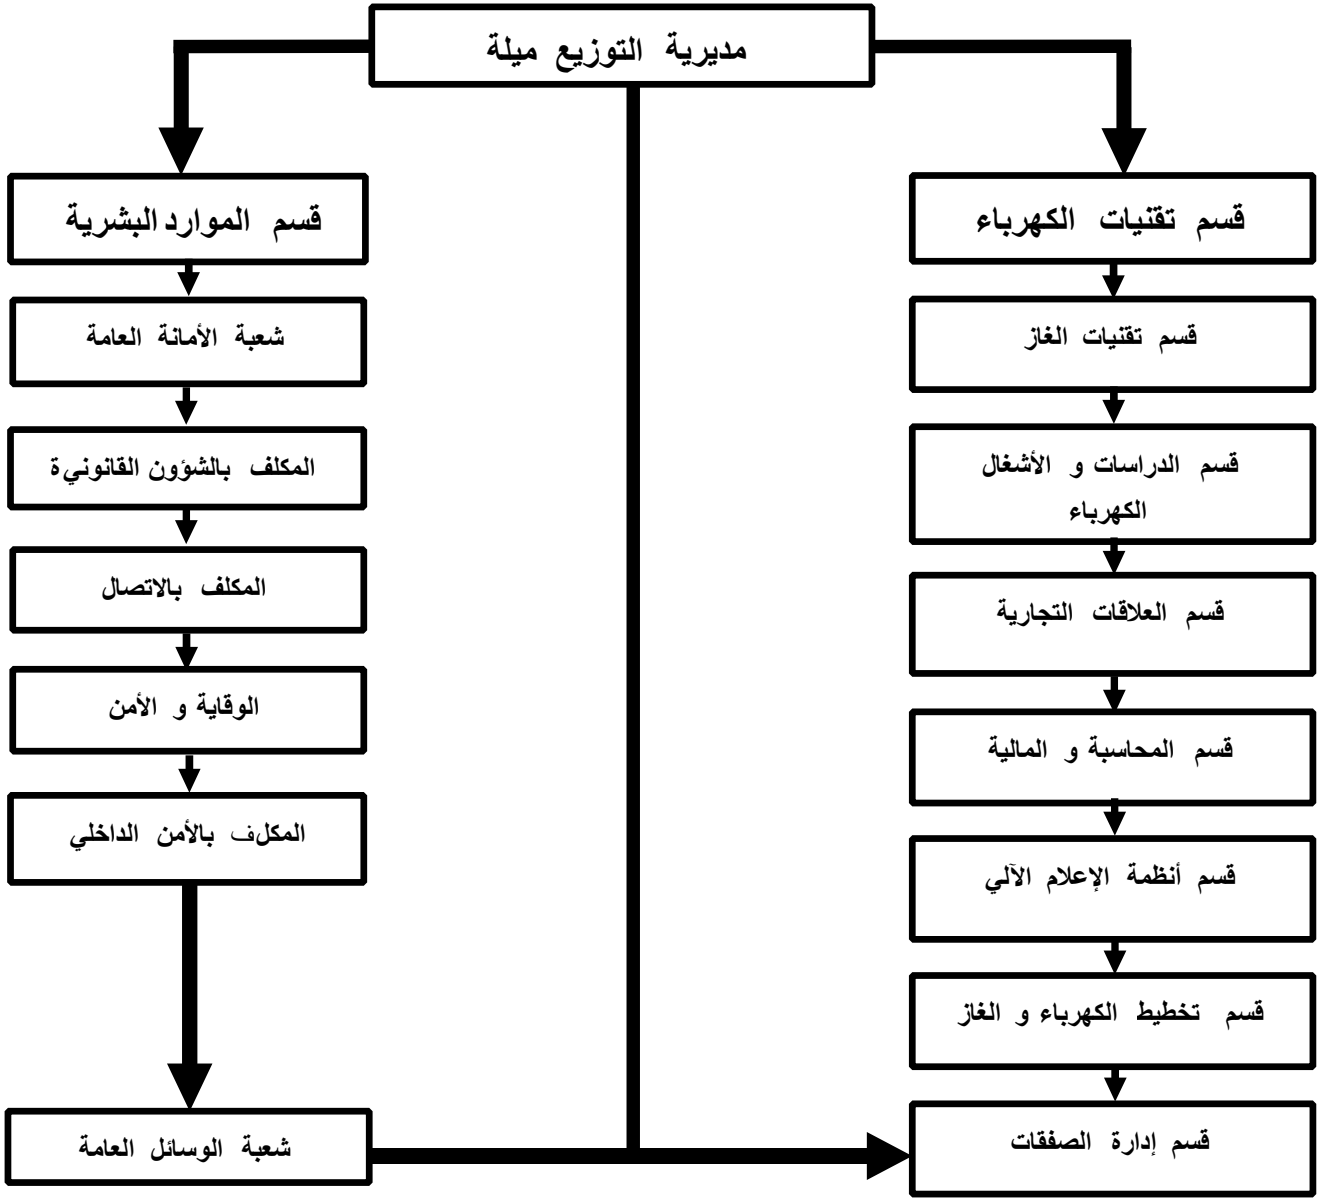 مديرية التوزيع ميلة
قسم تقنيات الكهرباء
قسم تقنيات الغاز
قسم الدراسات و الأشغال
الكهرباء
قسم العلاقات التجارية
قسم المحاسبة و المالية
قسم أنظمة الإعلام الآلي
قسم تخطيط الكهرباء و الغاز
قسم إدارة الصفقات
قسم الموارد البشرية
شعبة الأمانة العامة
المكلف بالشؤون القانونية
المكلف بالاتصال
الوقاية و الأمن
المكلف بالأمن الداخلي
شعبة الوسائل العامة